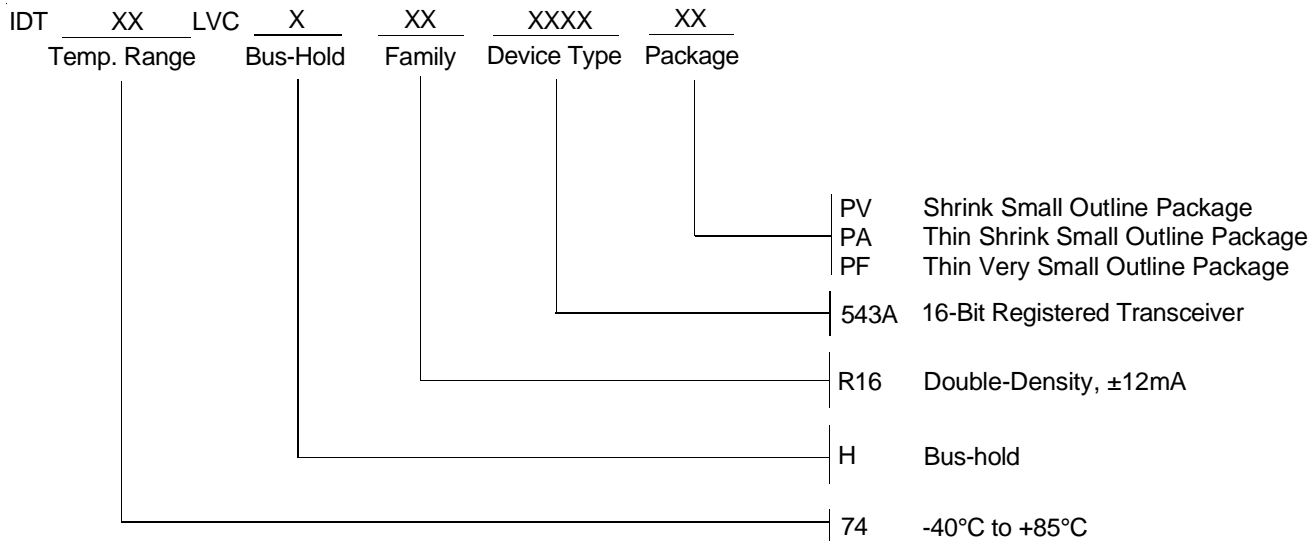 IDT XX LVC X XX XXXX XX
Temp. Range Bus-Hold Family Device Type Package
PV Shrink Small Outline Package
PA Thin Shrink Small Outline Package
PF Thin Very Small Outline Package
543A 16-Bit Registered Transceiver
R16 Double-Density, ±12mA
H Bus-hold
74 -40°C to +85°C